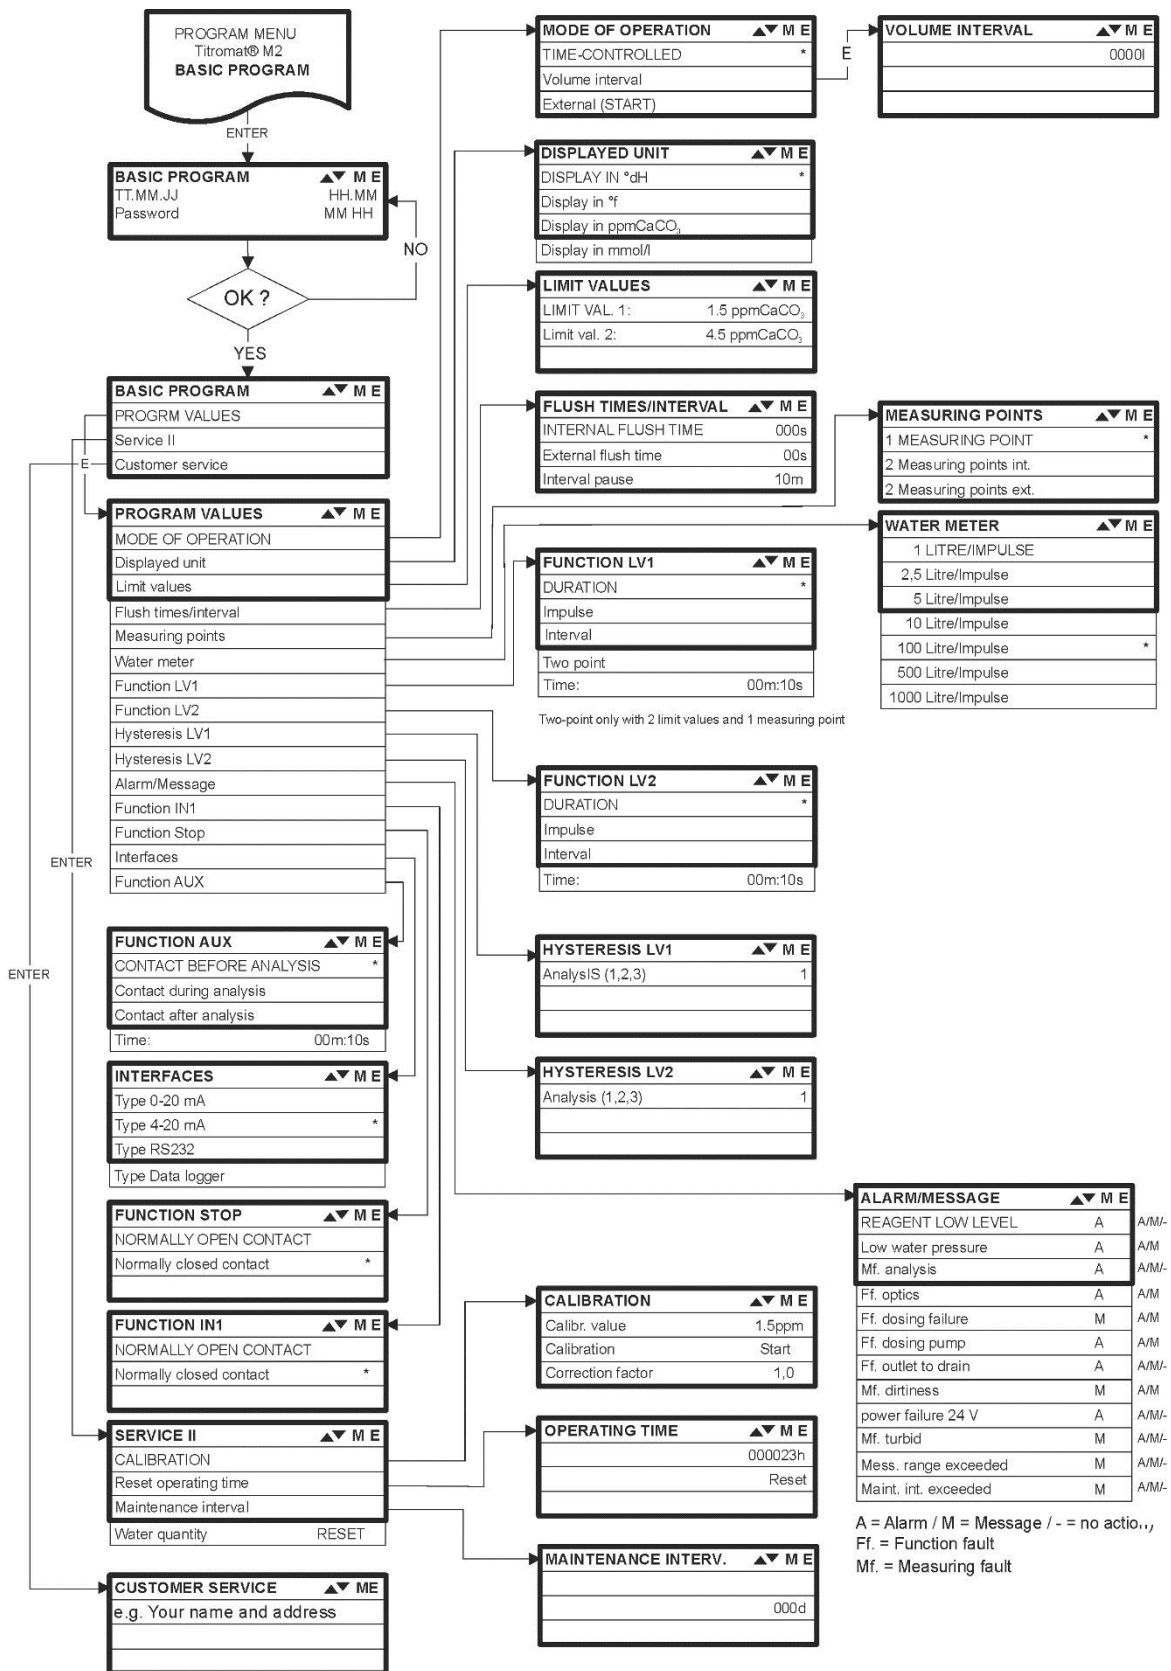 PROGRAM MENU
Titromat® M2
BASIC PROGRAM
ENTER
BASIC PROGRAM ▲▼ M E
TT.MM.JJ HH.MM
Password MM HH
NO
OK ?
YES
BASIC PROGRAM ▲▼ M E
PROGRM VALUES
Service II
Customer service
E
PROGRAM VALUES ▲▼ M E
MODE OF OPERATION
Displayed unit
Limit values
Flush times/interval
Measuring points
Water meter
Function LV1
Function LV2
Hysteresis LV1
Hysteresis LV2
Alarm/Message
Function IN1
Function Stop
Interfaces
Function AUX
ENTER
ENTER
FUNCTION AUX ▲▼ M E
CONTACT BEFORE ANALYSIS *
Contact during analysis
Contact after analysis
Time: 00m:10s
INTERFACES ▲▼ M E
Type 0-20 mA
Type 4-20 mA *
Type RS232
Type Data logger
FUNCTION STOP ▲▼ M E
NORMALLY OPEN CONTACT
Normally closed contact *
FUNCTION IN1 ▲▼ M E
NORMALLY OPEN CONTACT
Normally closed contact *
SERVICE II ▲▼ M E
CALIBRATION
Reset operating time
Maintenance interval
Water quantity RESET
CUSTOMER SERVICE ▲▼ ME
e.g. Your name and address
MODE OF OPERATION ▲▼ M E
TIME-CONTROLLED *
Volume interval
External (START)
E
VOLUME INTERVAL ▲▼ M E
0000l
DISPLAYED UNIT ▲▼ M E
DISPLAY IN °dH *
Display in °f
Display in ppmCaCO₃
Display in mmol/l
LIMIT VALUES ▲▼ M E
LIMIT VAL. 1: 1.5 ppmCaCO₃
Limit val. 2: 4.5 ppmCaCO₃
FLUSH TIMES/INTERVAL ▲▼ M E
INTERNAL FLUSH TIME 000s
External flush time 00s
Interval pause 10m
MEASURING POINTS ▲▼ M E
1 MEASURING POINT *
2 Measuring points int.
2 Measuring points ext.
WATER METER ▲▼ M E
1 LITRE/IMPULSE
2,5 Litre/Impulse
5 Litre/Impulse
10 Litre/Impulse
100 Litre/Impulse *
500 Litre/Impulse
1000 Litre/Impulse
FUNCTION LV1 ▲▼ M E
DURATION *
Impulse
Interval
Two point
Time: 00m:10s
Two-point only with 2 limit values and 1 measuring point
FUNCTION LV2 ▲▼ M E
DURATION *
Impulse
Interval
Time: 00m:10s
HYSTERESIS LV1 ▲▼ M E
AnalysIS (1,2,3) 1
HYSTERESIS LV2 ▲▼ M E
Analysis (1,2,3) 1
ALARM/MESSAGE ▲▼ M E
REAGENT LOW LEVEL A A/M/-
Low water pressure A A/M
Mf. analysis A A/M/-
Ff. optics A A/M
Ff. dosing failure M A/M
Ff. dosing pump A A/M
Ff. outlet to drain A A/M/-
Mf. dirtiness M A/M
power failure 24 V A A/M/-
Mf. turbid M A/M/-
Mess. range exceeded M A/M/-
Maint. int. exceeded M A/M/-
A = Alarm / M = Message / - = no action,
Ff. = Function fault
Mf. = Measuring fault
CALIBRATION ▲▼ M E
Calibr. value 1.5ppm
Calibration Start
Correction factor 1,0
OPERATING TIME ▲▼ M E
000023h
Reset
MAINTENANCE INTERV. ▲▼ M E
000d